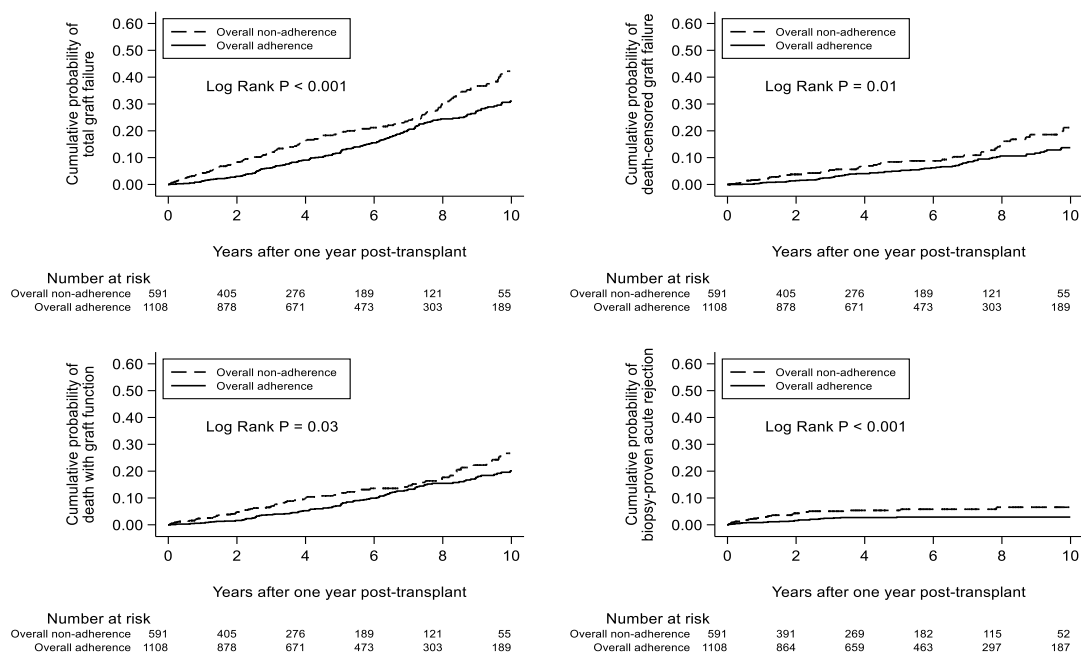 Cumulative probability of
total graft failure
0.60
0.50
0.40
0.30
0.20
0.10
0.00
Overall non-adherence
Overall adherence
Log Rank P < 0.001
0 2 4 6 8 10
Years after one year post-transplant
Number at risk
Overall non-adherence 591 405 276 189 121 55
Overall adherence 1108 878 671 473 303 189
Cumulative probability of
death-censored graft failure
0.60
0.50
0.40
0.30
0.20
0.10
0.00
Overall non-adherence
Overall adherence
Log Rank P = 0.01
0 2 4 6 8 10
Years after one year post-transplant
Number at risk
Overall non-adherence 591 405 276 189 121 55
Overall adherence 1108 878 671 473 303 189
Cumulative probability of
death with graft function
0.60
0.50
0.40
0.30
0.20
0.10
0.00
Overall non-adherence
Overall adherence
Log Rank P = 0.03
0 2 4 6 8 10
Years after one year post-transplant
Number at risk
Overall non-adherence 591 405 276 189 121 55
Overall adherence 1108 878 671 473 303 189
Cumulative probability of
biopsy-proven acute rejection
0.60
0.50
0.40
0.30
0.20
0.10
0.00
Overall non-adherence
Overall adherence
Log Rank P < 0.001
0 2 4 6 8 10
Years after one year post-transplant
Number at risk
Overall non-adherence 591 391 269 182 115 52
Overall adherence 1108 864 659 463 297 187